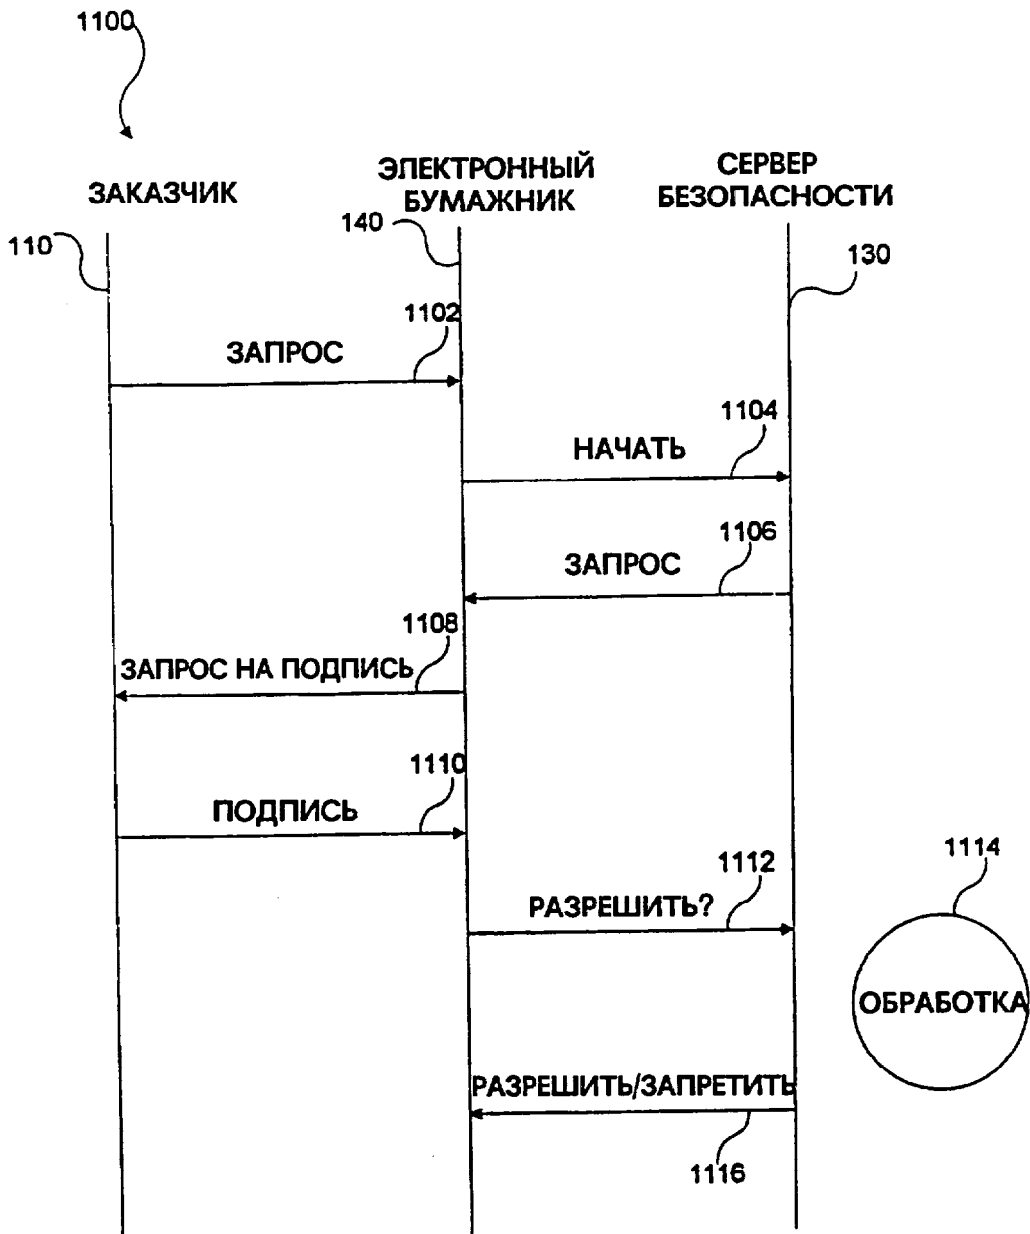 1100
ЗАКАЗЧИК
ЭЛЕКТРОННЫЙ
БУМАЖНИК
СЕРВЕР
БЕЗОПАСНОСТИ
110
140
130
1102
ЗАПРОС
1104
НАЧАТЬ
1106
ЗАПРОС
1108
ЗАПРОС НА ПОДПИСЬ
1110
ПОДПИСЬ
1112
РАЗРЕШИТЬ?
1114
ОБРАБОТКА
РАЗРЕШИТЬ/ЗАПРЕТИТЬ
1116